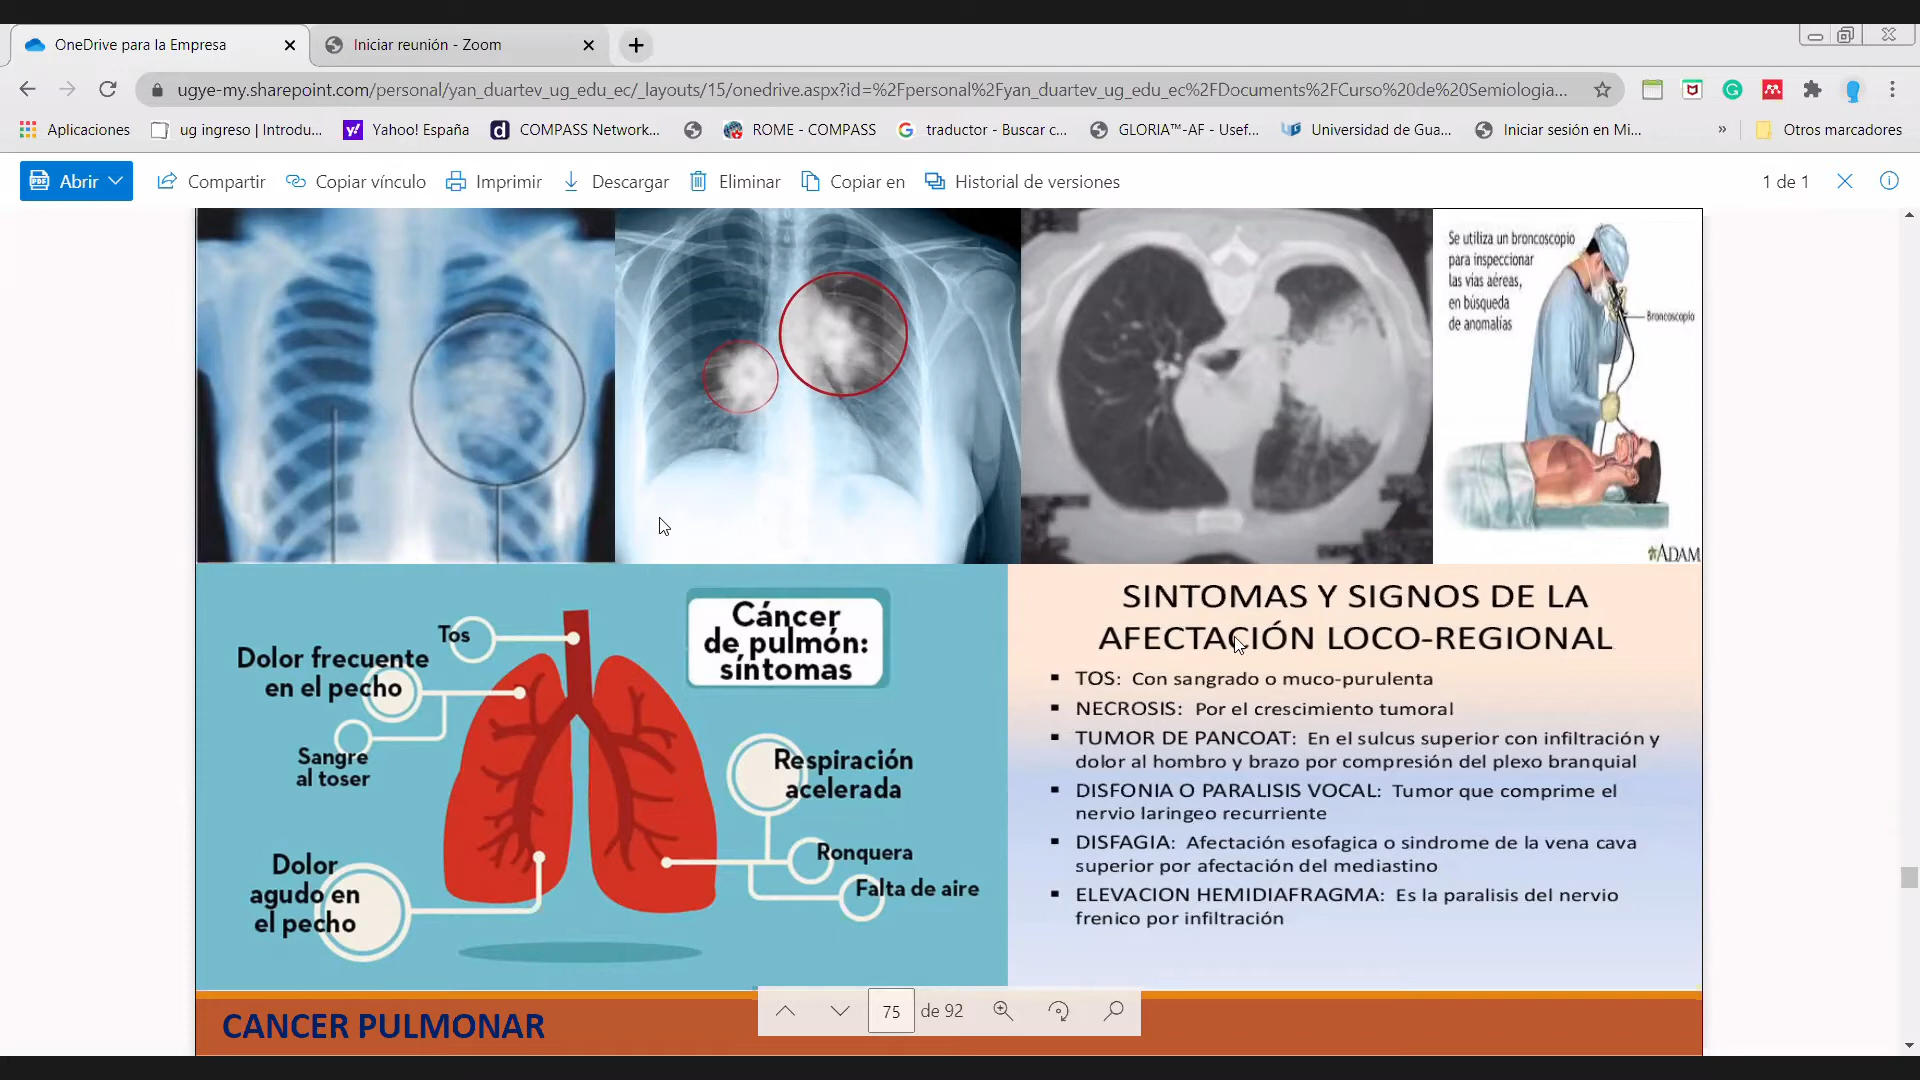 OneDrive para la Empresa
Iniciar reunión - Zoom
ugye-my.sharepoint.com/personal/yan_duartev_ug_edu_ec/_layouts/15/onedrive.aspx?id=%2Fpersonal%2Fyan_duartev_ug_edu_ec%2FDocuments%2FCurso%20de%20Semiologia...
Aplicaciones
ug ingreso | Introdu...
Yahoo! España
COMPASS Network...
ROME - COMPASS
traductor - Buscar c...
GLORIA™-AF - Usef...
Universidad de Gua...
Iniciar sesión en Mi...
»
Otros marcadores
Abrir
Compartir
Copiar vínculo
Imprimir
Descargar
Eliminar
Copiar en
Historial de versiones
1 de 1
Se utiliza un broncoscopio
para inspeccionar
las vías aéreas,
en búsqueda
de anomalías
Broncoscopio
ADAM
Cáncer
de pulmón:
síntomas
Tos
Dolor frecuente
en el pecho
Sangre
al toser
Dolor
agudo en
el pecho
Respiración
acelerada
Ronquera
Falta de aire
SINTOMAS Y SIGNOS DE LA
AFECTACIÓN LOCO-REGIONAL
▪ TOS: Con sangrado o muco-purulenta
▪ NECROSIS: Por el crescimiento tumoral
▪ TUMOR DE PANCOAT: En el sulcus superior con infiltración y
dolor al hombro y brazo por compresión del plexo branquial
▪ DISFONIA O PARALISIS VOCAL: Tumor que comprime el
nervio laringeo recurriente
▪ DISFAGIA: Afectación esofagica o sindrome de la vena cava
superior por afectación del mediastino
▪ ELEVACION HEMIDIAFRAGMA: Es la paralisis del nervio
frenico por infiltración
CANCER PULMONAR
75 de 92